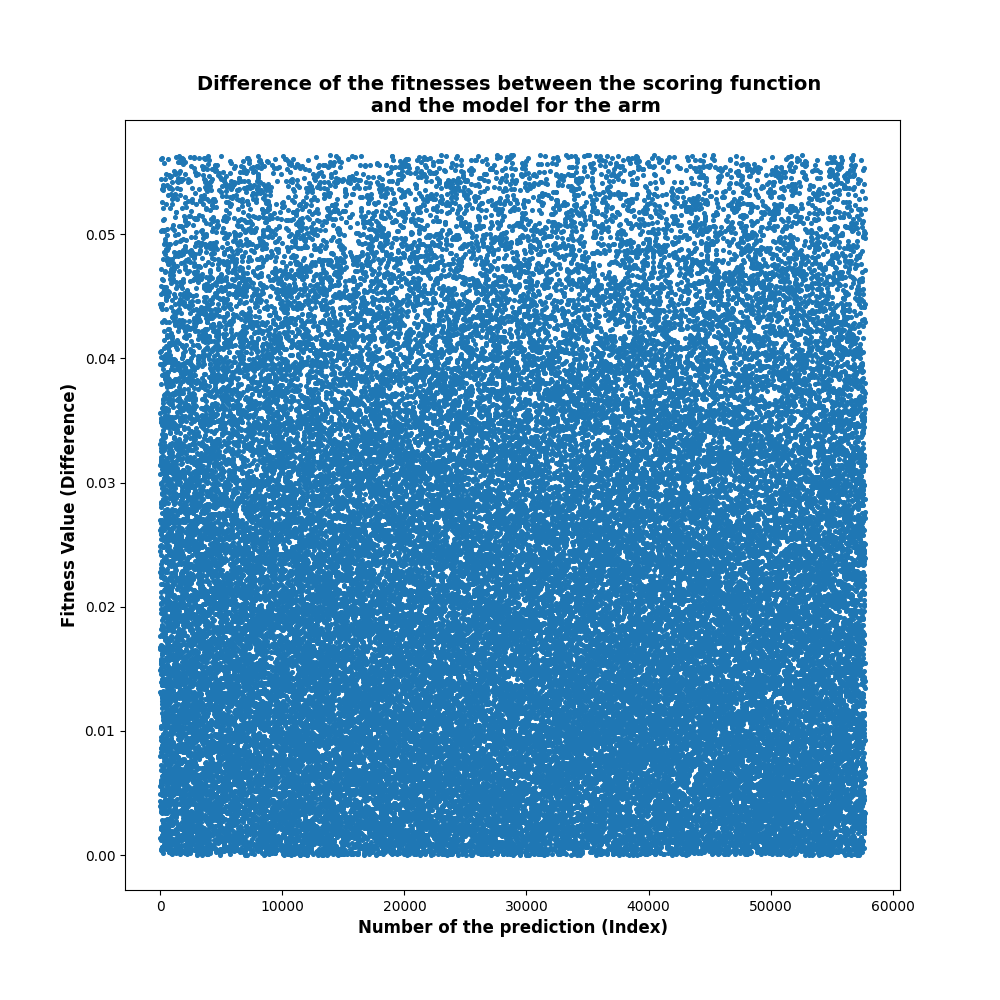 Difference of the fitnesses between the scoring function
and the model for the arm
0.05
0.04
0.03
0.02
0.01
0.00
Fitness Value (Difference)
0 10000 20000 30000 40000 50000 60000
Number of the prediction (Index)